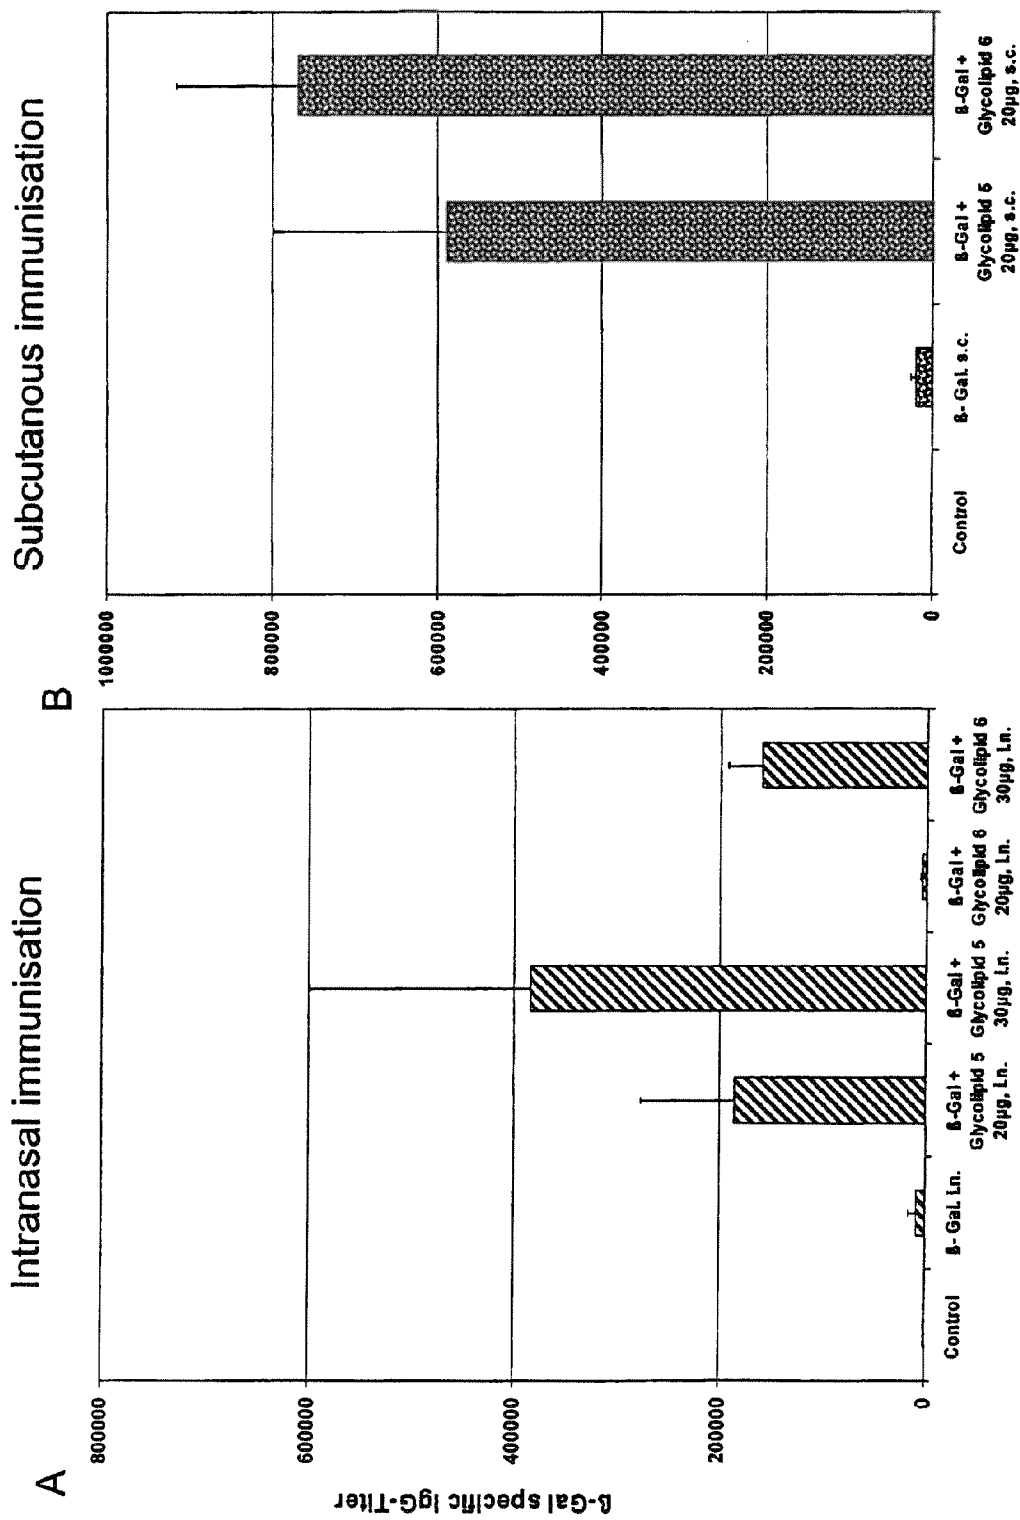 A
Intranasal immunisation
ß-Gal specific IgG-Titer
800000
600000
400000
200000
0
Control
ß- Gal. i.n.
ß-Gal +
Glycolipid 5
20µg, i.n.
ß-Gal +
Glycolipid 5
30µg, i.n.
ß-Gal +
Glycolipid 6
20µg, i.n.
ß-Gal +
Glycolipid 6
30µg, i.n.
B
Subcutanous immunisation
1000000
800000
600000
400000
200000
0
Control
ß- Gal. s.c.
ß-Gal +
Glycolipid 5
20µg, s.c.
ß-Gal +
Glycolipid 6
20µg, s.c.